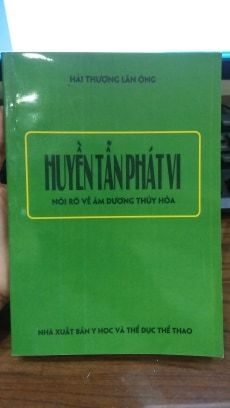 HẢI THƯỢNG LÃN ÔNG
HUYỀN TẪN PHÁT VI
NÓI RÕ VỀ ÂM DƯƠNG THỦY HỎA
NHÀ XUẤT BẢN Y HỌC VÀ THỂ DỤC THỂ THAO